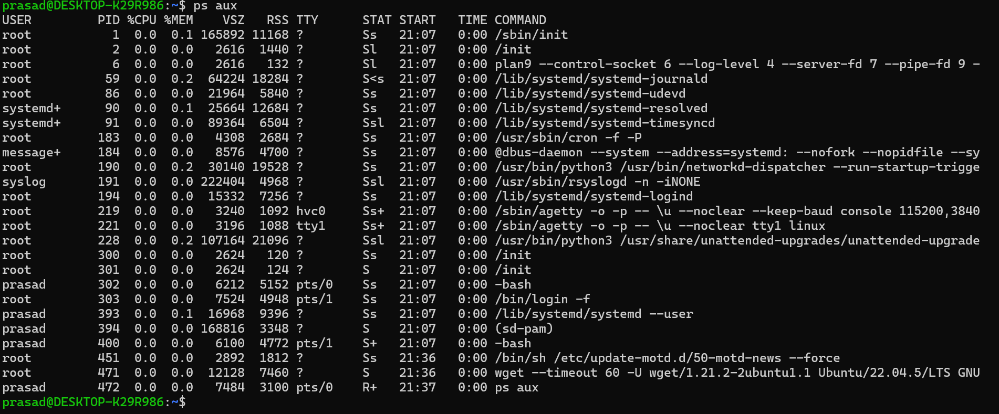 prasad@DESKTOP-K29R986:~$ ps aux
USER         PID %CPU %MEM    VSZ   RSS TTY      STAT START   TIME COMMAND
root           1  0.0  0.1 165892 11168 ?        Ss   21:07   0:00 /sbin/init
root           2  0.0  0.0   2616  1440 ?        Sl   21:07   0:00 /init
root           6  0.0  0.0   2616   132 ?        Sl   21:07   0:00 plan9 --control-socket 6 --log-level 4 --server-fd 7 --pipe-fd 9 -
root          59  0.0  0.2  64224 18284 ?        S<s  21:07   0:00 /lib/systemd/systemd-journald
root          86  0.0  0.0  21964  5840 ?        Ss   21:07   0:00 /lib/systemd/systemd-udevd
systemd+      90  0.0  0.1  25664 12684 ?        Ss   21:07   0:00 /lib/systemd/systemd-resolved
systemd+      91  0.0  0.0  89364  6504 ?        Ssl  21:07   0:00 /lib/systemd/systemd-timesyncd
root         183  0.0  0.0   4308  2684 ?        Ss   21:07   0:00 /usr/sbin/cron -f -P
message+     184  0.0  0.0   8576  4700 ?        Ss   21:07   0:00 @dbus-daemon --system --address=systemd: --nofork --nopidfile --sy
root         190  0.0  0.2  30140 19528 ?        Ss   21:07   0:00 /usr/bin/python3 /usr/bin/networkd-dispatcher --run-startup-trigge
syslog       191  0.0  0.0 222404  4968 ?        Ssl  21:07   0:00 /usr/sbin/rsyslogd -n -iNONE
root         194  0.0  0.0  15332  7256 ?        Ss   21:07   0:00 /lib/systemd/systemd-logind
root         219  0.0  0.0   3240  1092 hvc0     Ss+  21:07   0:00 /sbin/agetty -o -p -- \u --noclear --keep-baud console 115200,3840
root         221  0.0  0.0   3196  1088 tty1     Ss+  21:07   0:00 /sbin/agetty -o -p -- \u --noclear tty1 linux
root         228  0.0  0.2 107164 21096 ?        Ssl  21:07   0:00 /usr/bin/python3 /usr/share/unattended-upgrades/unattended-upgrade
root         300  0.0  0.0   2624   120 ?        Ss   21:07   0:00 /init
root         301  0.0  0.0   2624   124 ?        S    21:07   0:00 /init
prasad       302  0.0  0.0   6212  5152 pts/0    Ss   21:07   0:00 -bash
root         303  0.0  0.0   7524  4948 pts/1    Ss   21:07   0:00 /bin/login -f
prasad       393  0.0  0.1  16968  9396 ?        Ss   21:07   0:00 /lib/systemd/systemd --user
prasad       394  0.0  0.0 168816  3348 ?        S    21:07   0:00 (sd-pam)
prasad       400  0.0  0.0   6100  4772 pts/1    S+   21:07   0:00 -bash
root         451  0.0  0.0   2892  1812 ?        Ss   21:36   0:00 /bin/sh /etc/update-motd.d/50-motd-news --force
root         471  0.0  0.0  12128  7460 ?        S    21:36   0:00 wget --timeout 60 -U wget/1.21.2-2ubuntu1.1 Ubuntu/22.04.5/LTS GNU
prasad       472  0.0  0.0   7484  3100 pts/0    R+   21:37   0:00 ps aux
prasad@DESKTOP-K29R986:~$